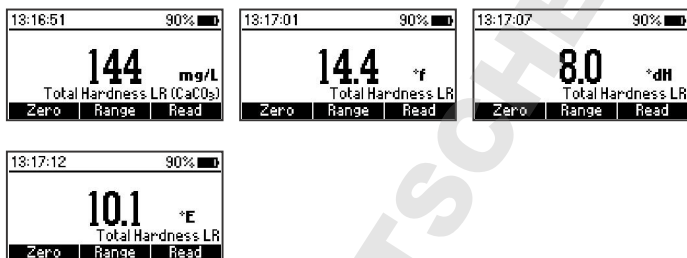 13:16:51 90%
144 mg/L
Total Hardness LR (CaCO₃)
Zero Range Read
13:17:01 90%
14.4 °f
Total Hardness LR
Zero Range Read
13:17:07 90%
8.0 °dH
Total Hardness LR
Zero Range Read
13:17:12 90%
10.1 °E
Total Hardness LR
Zero Range Read
TSCHE